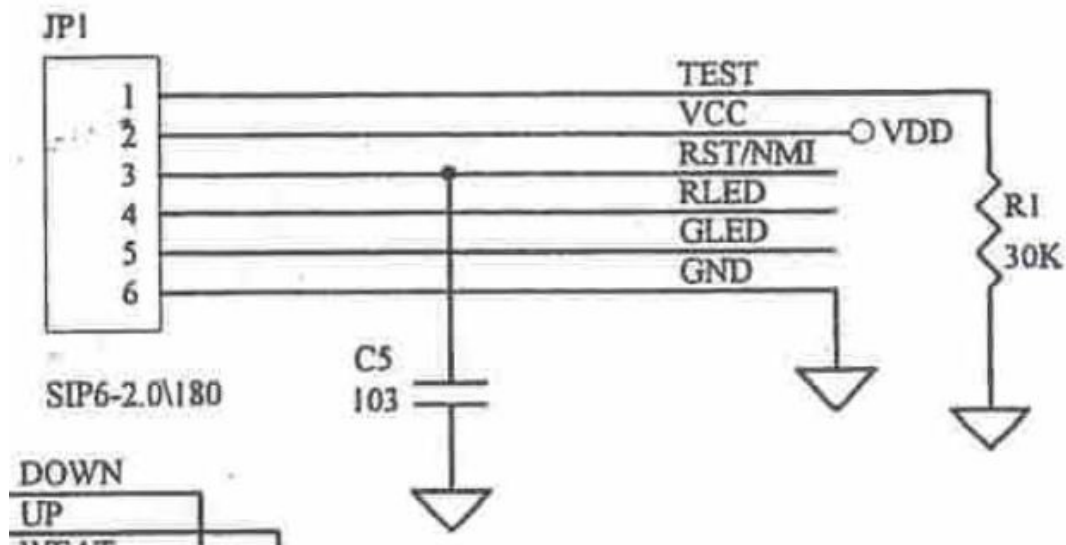 JP1
1 TEST
2 VCC
VDD
3 RST/NMI
4 RLED
R1
5 GLED
30K
6 GND
C5
103
SIP6-2.0\180
DOWN
UP